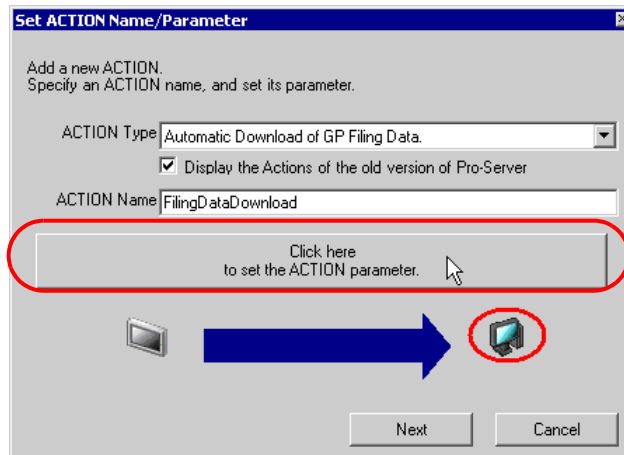 Set ACTION Name/Parameter
Add a new ACTION.
Specify an ACTION name, and set its parameter.
ACTION Type Automatic Download of GP Filing Data.
Display the Actions of the old version of Pro-Server
ACTION Name FilingDataDownload
Click here
to set the ACTION parameter.
Next Cancel